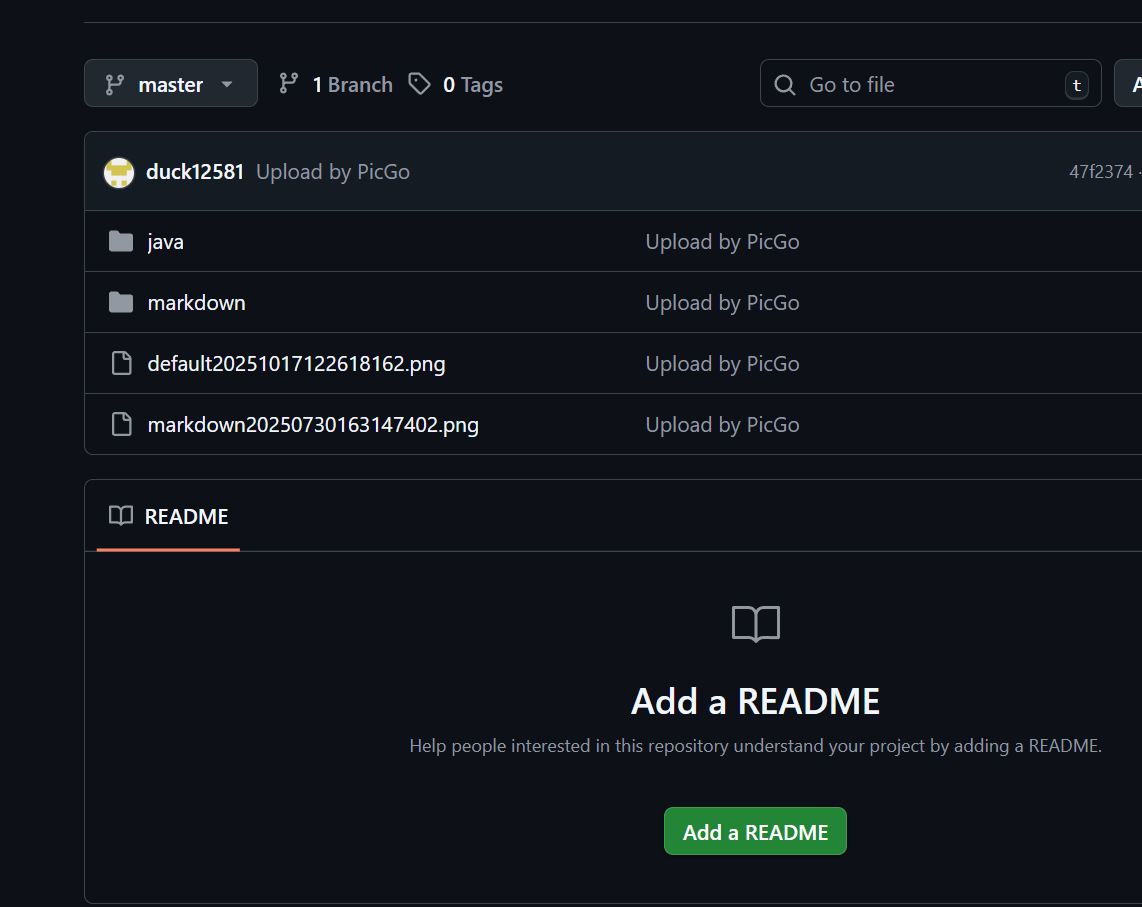 master 1 Branch 0 Tags Go to file t A
duck12581 Upload by PicGo 47f2374 ·
java Upload by PicGo
markdown Upload by PicGo
default20251017122618162.png Upload by PicGo
markdown20250730163147402.png Upload by PicGo
README
Add a README
Help people interested in this repository understand your project by adding a README.
Add a README